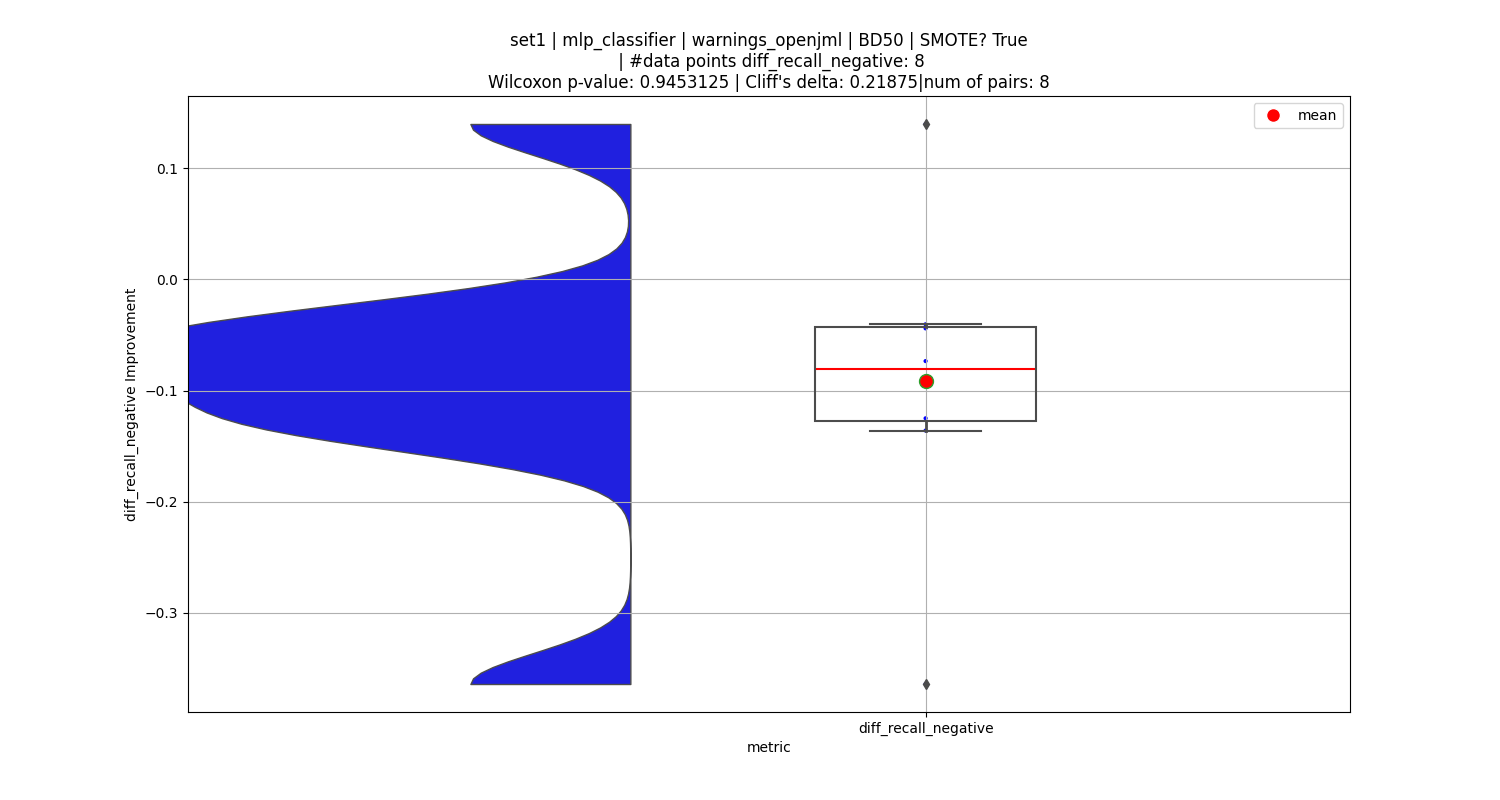 set1 | mlp_classifier | warnings_openjml | BD50 | SMOTE? True
| #data points diff_recall_negative: 8
Wilcoxon p-value: 0.9453125 | Cliff's delta: 0.21875|num of pairs: 8
mean
0.1
0.0
−0.1
−0.2
−0.3
diff_recall_negative Improvement
diff_recall_negative
metric